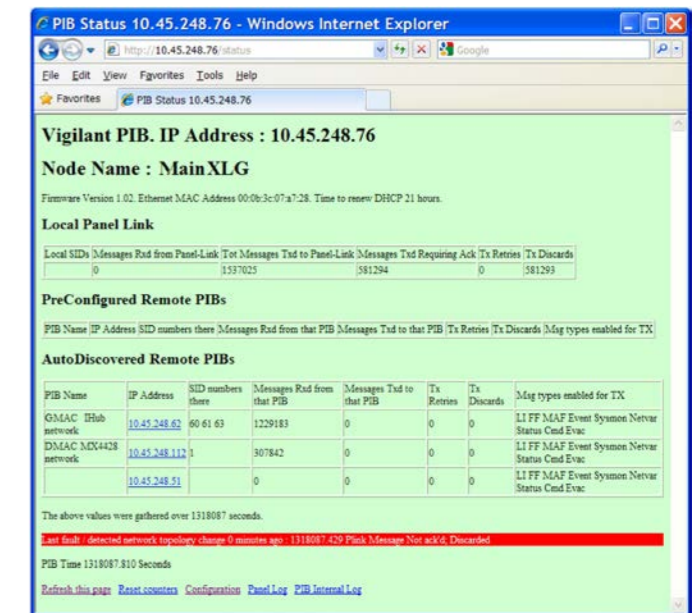 PIB Status 10.45.248.76 - Windows Internet Explorer
http://10.45.248.76/status
Google
File Edit View Favorites Tools Help
Favorites PIB Status 10.45.248.76
Vigilant PIB. IP Address : 10.45.248.76
Node Name : MainXLG
Firmware Version 1.02. Ethernet MAC Address 00:0b:3c:07:a7:28. Time to renew DHCP 21 hours.
Local Panel Link
Local SIDs Messages Rxd from Panel-Link Tot Messages Txd to Panel-Link Messages Txd Requiring Ack Tx Retries Tx Discards
0 1537025 581294 0 581293
PreConfigured Remote PIBs
PIB Name IP Address SID numbers there Messages Rxd from that PIB Messages Txd to that PIB Tx Retries Tx Discards Msg types enabled for TX
AutoDiscovered Remote PIBs
PIB Name IP Address SID numbers there Messages Rxd from that PIB Messages Txd to that PIB Tx Retries Tx Discards Msg types enabled for TX
GMAC IHub network 10.45.248.62 60 61 63 1229183 0 0 0 LI FF MAF Event Sysmon Netvar Status Cmd Evac
DMAC MX4428 network 10.45.248.112 1 307842 0 0 0 LI FF MAF Event Sysmon Netvar Status Cmd Evac
10.45.248.51 0 0 0 0 LI FF MAF Event Sysmon Netvar Status Cmd Evac
The above values were gathered over 1318087 seconds.
Last fault / detected network topology change 0 minutes ago : 1318087.429 Plink Message Not ack'd; Discarded
PIB Time 1318087.810 Seconds
Refresh this page Reset counters Configuration Panel Log PIB Internal Log